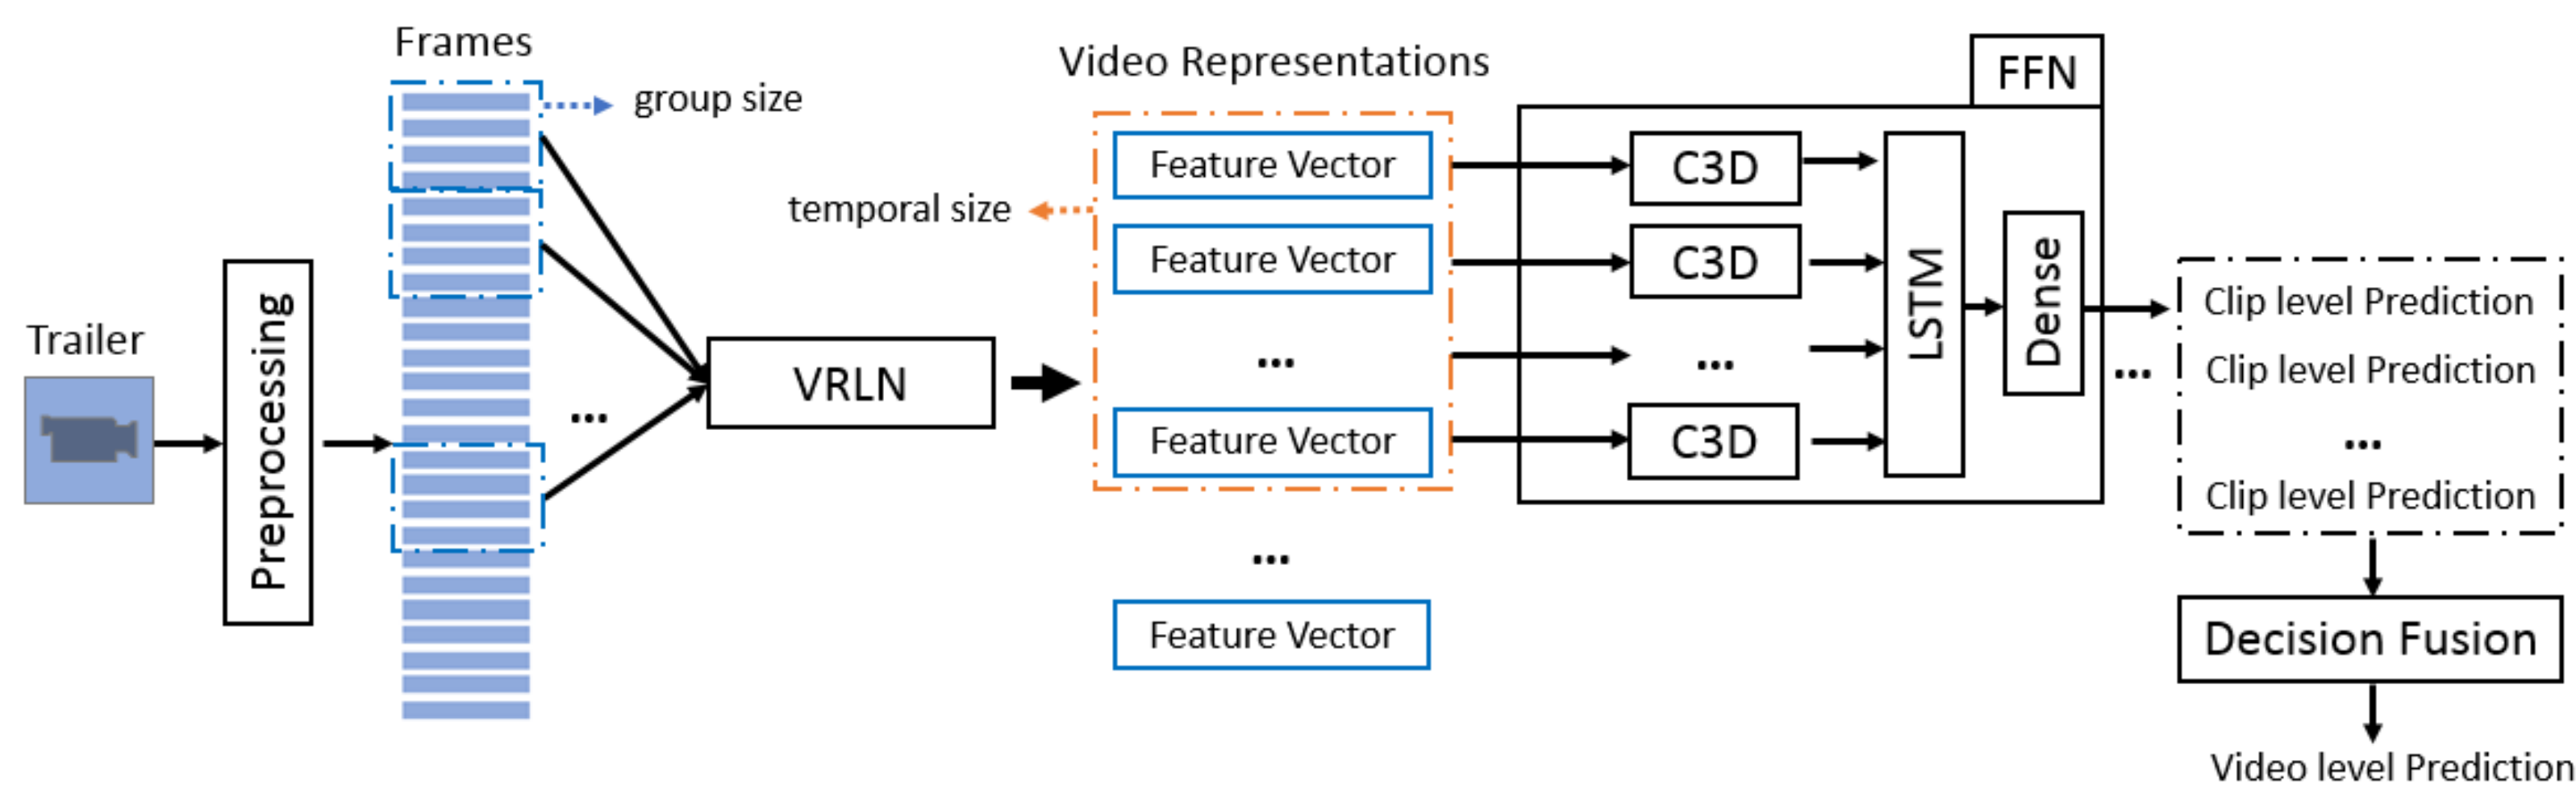 Frames
group size
Trailer
Preprocessing
...
VRLN
Video Representations
temporal size
Feature Vector
Feature Vector
...
Feature Vector
...
Feature Vector
FFN
C3D
C3D
...
C3D
LSTM
Dense
...
Clip level Prediction
Clip level Prediction
...
Clip level Prediction
Decision Fusion
Video level Prediction